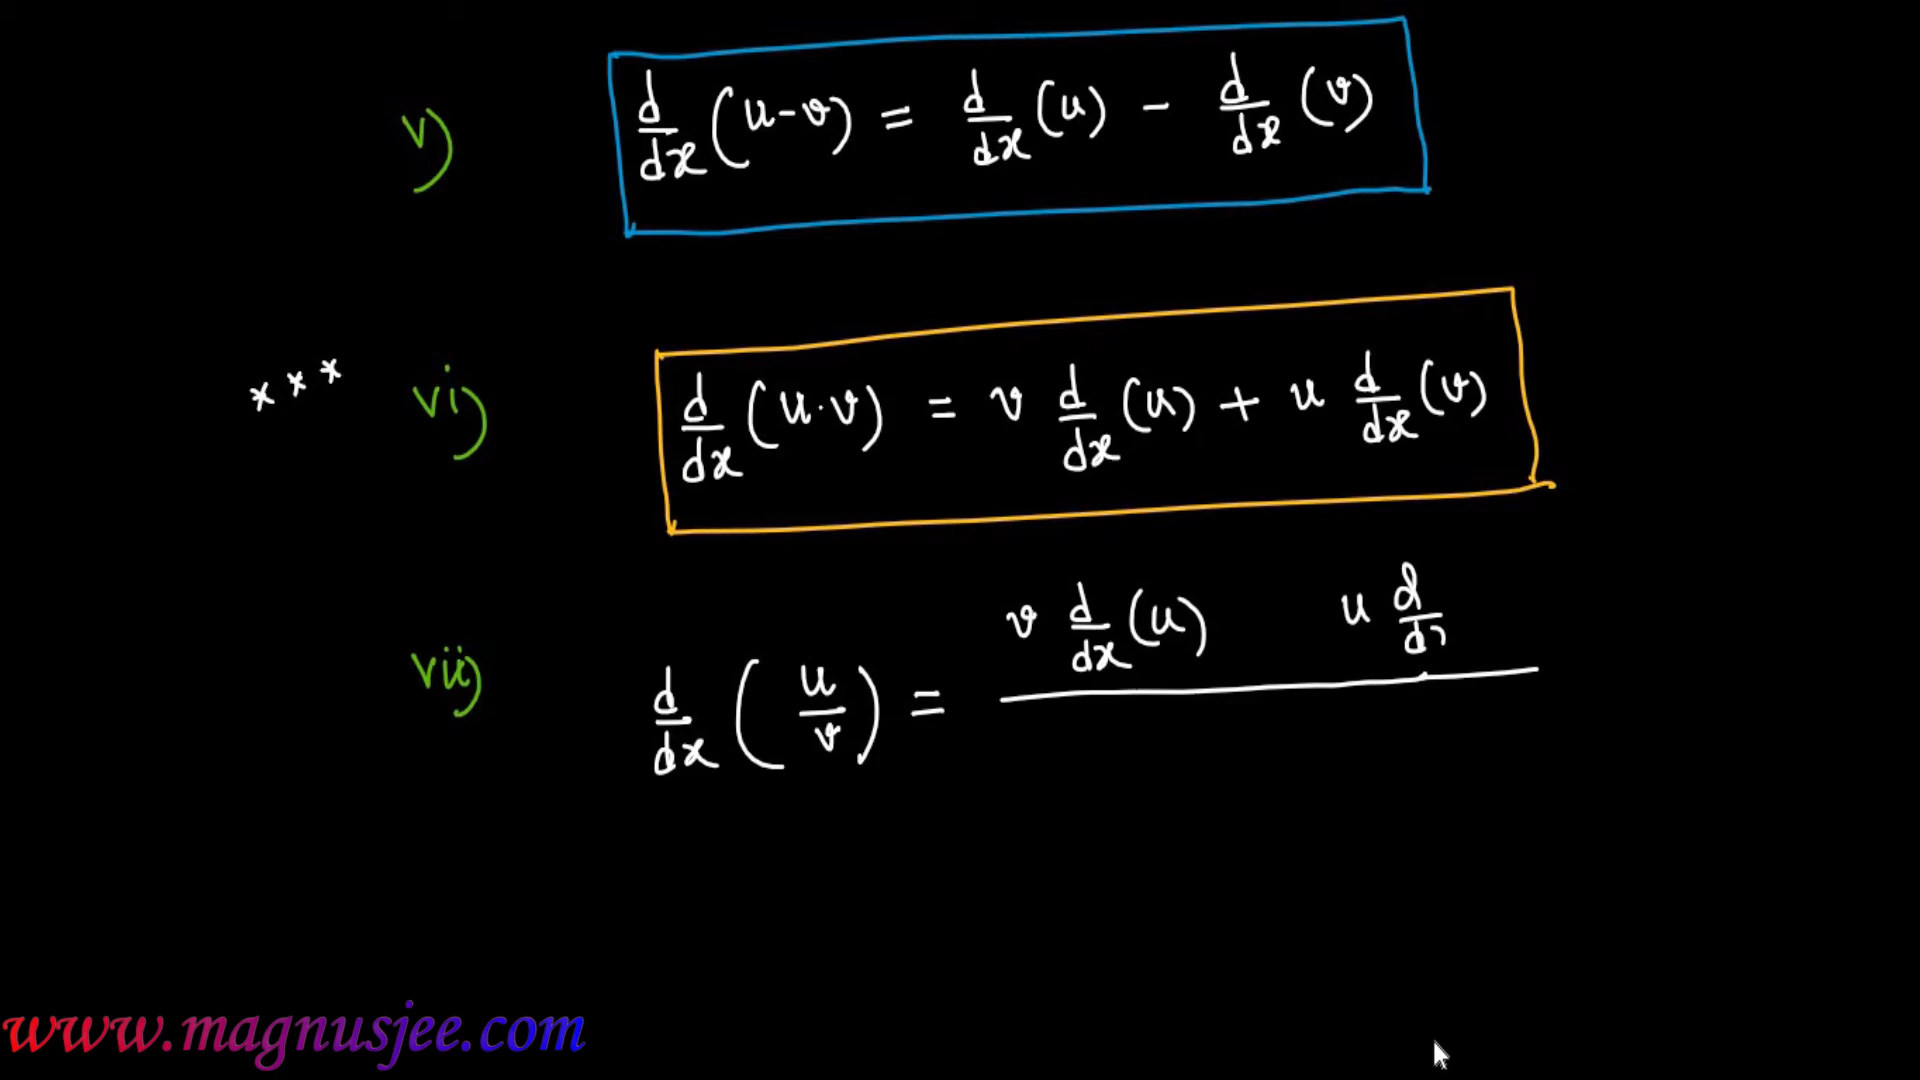 v) d/dx (u - v) = d/dx (u) - d/dx (v)
*** vi) d/dx (u · v) = v d/dx (u) + u d/dx (v)
vii) d/dx (u/v) = v d/dx (u) u d/d
www.magnusjee.com